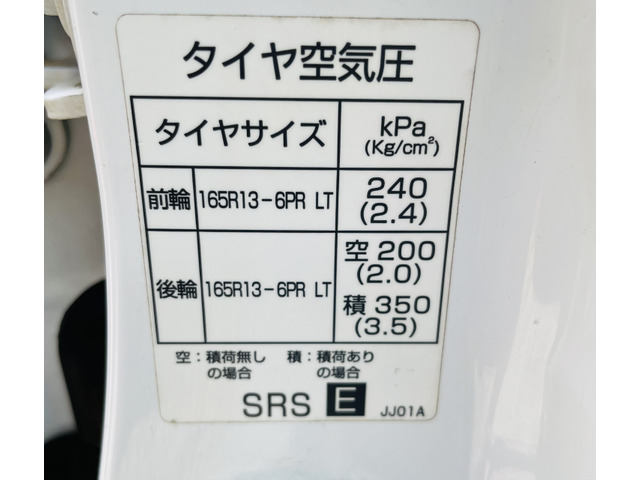 タイヤ空気圧
タイヤサイズ kPa
(Kg/cm²)
前輪 165R13-6PR LT 240
(2.4)
後輪 165R13-6PR LT 空 200
(2.0)
積 350
(3.5)
空：積荷無し 積：積荷あり
の場合 の場合
SRS E JJ01A